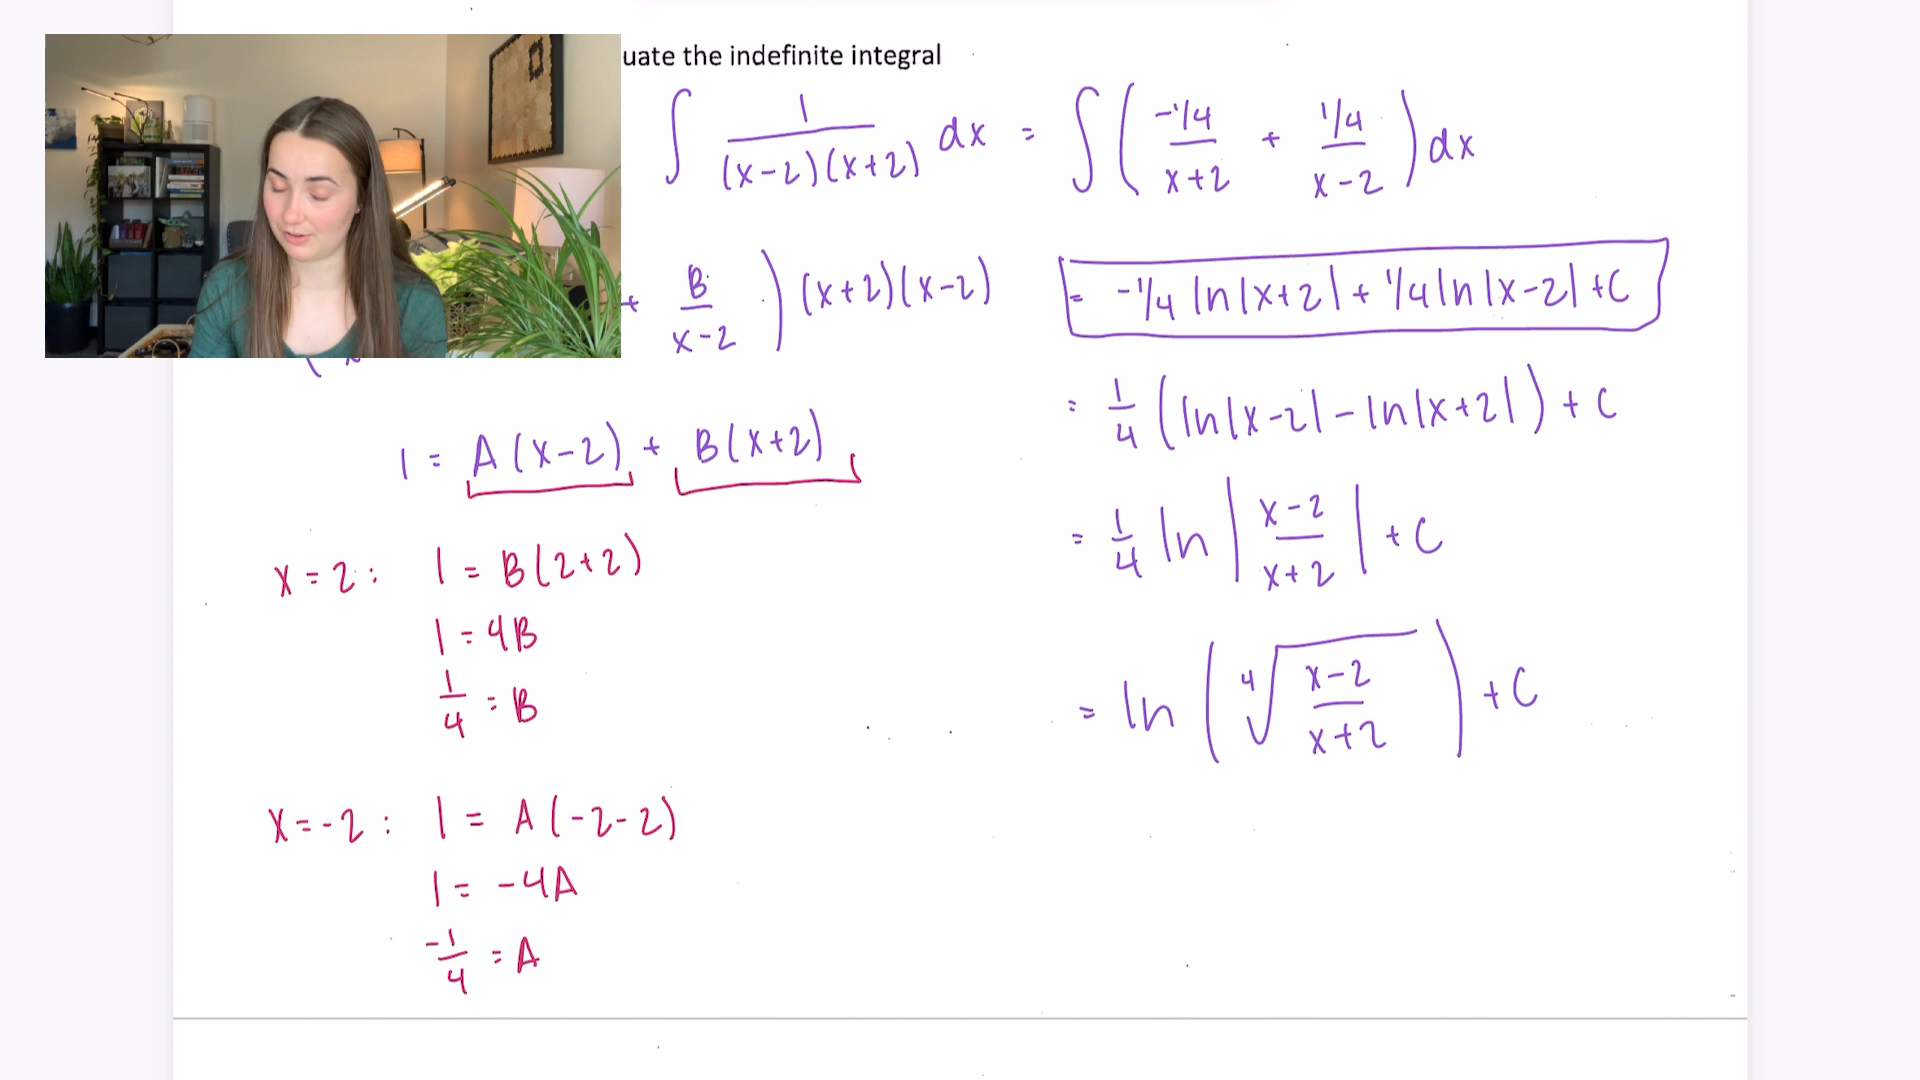 uate the indefinite integral
∫ 1/((x-2)(x+2)) dx = ∫ ( -1/4/(x+2) + 1/4/(x-2) ) dx
+ B/(x-2) ) (x+2)(x-2)
= -1/4 ln|x+2| + 1/4 ln|x-2| + C
1 = A(x-2) + B(x+2)
x=2: 1 = B(2+2)
1 = 4B
1/4 = B
x=-2: 1 = A(-2-2)
1 = -4A
-1/4 = A
= 1/4 (ln|x-2| - ln|x+2|) + C
= 1/4 ln |(x-2)/(x+2)| + C
= ln ( ∜((x-2)/(x+2)) ) + C